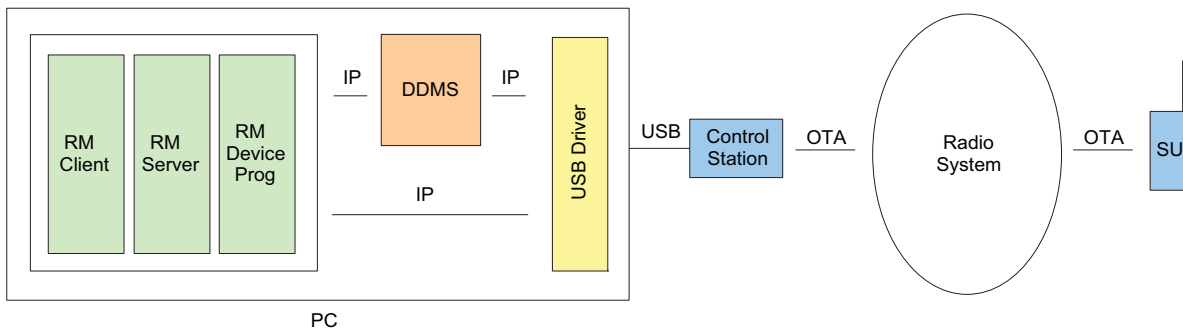 RM
Client
RM
Server
RM
Device
Prog
IP
DDMS
IP
IP
USB Driver
USB
Control
Station
OTA
Radio
System
OTA
SU
PC